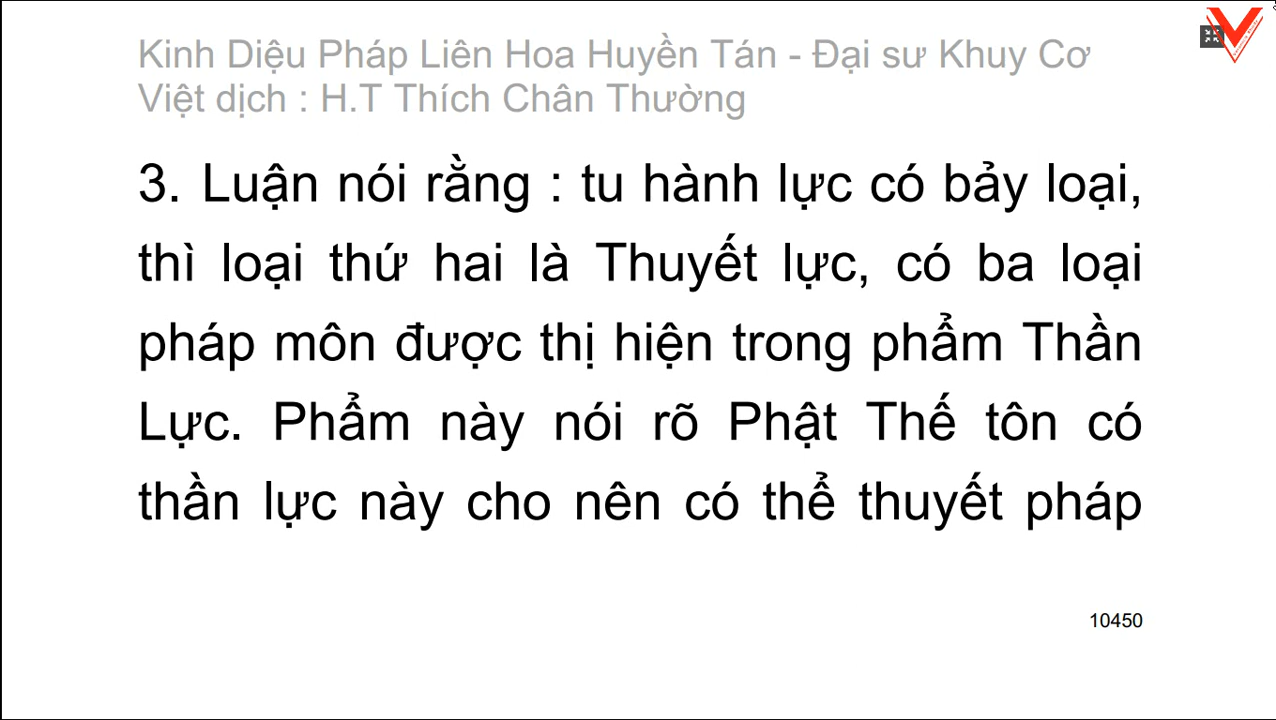 Kinh Diệu Pháp Liên Hoa Huyền Tán - Đại sư Khuy Cơ
Việt dịch : H.T Thích Chân Thường
3. Luận nói rằng : tu hành lực có bảy loại,
thì loại thứ hai là Thuyết lực, có ba loại
pháp môn được thị hiện trong phẩm Thần
Lực. Phẩm này nói rõ Phật Thế tôn có
thần lực này cho nên có thể thuyết pháp
10450